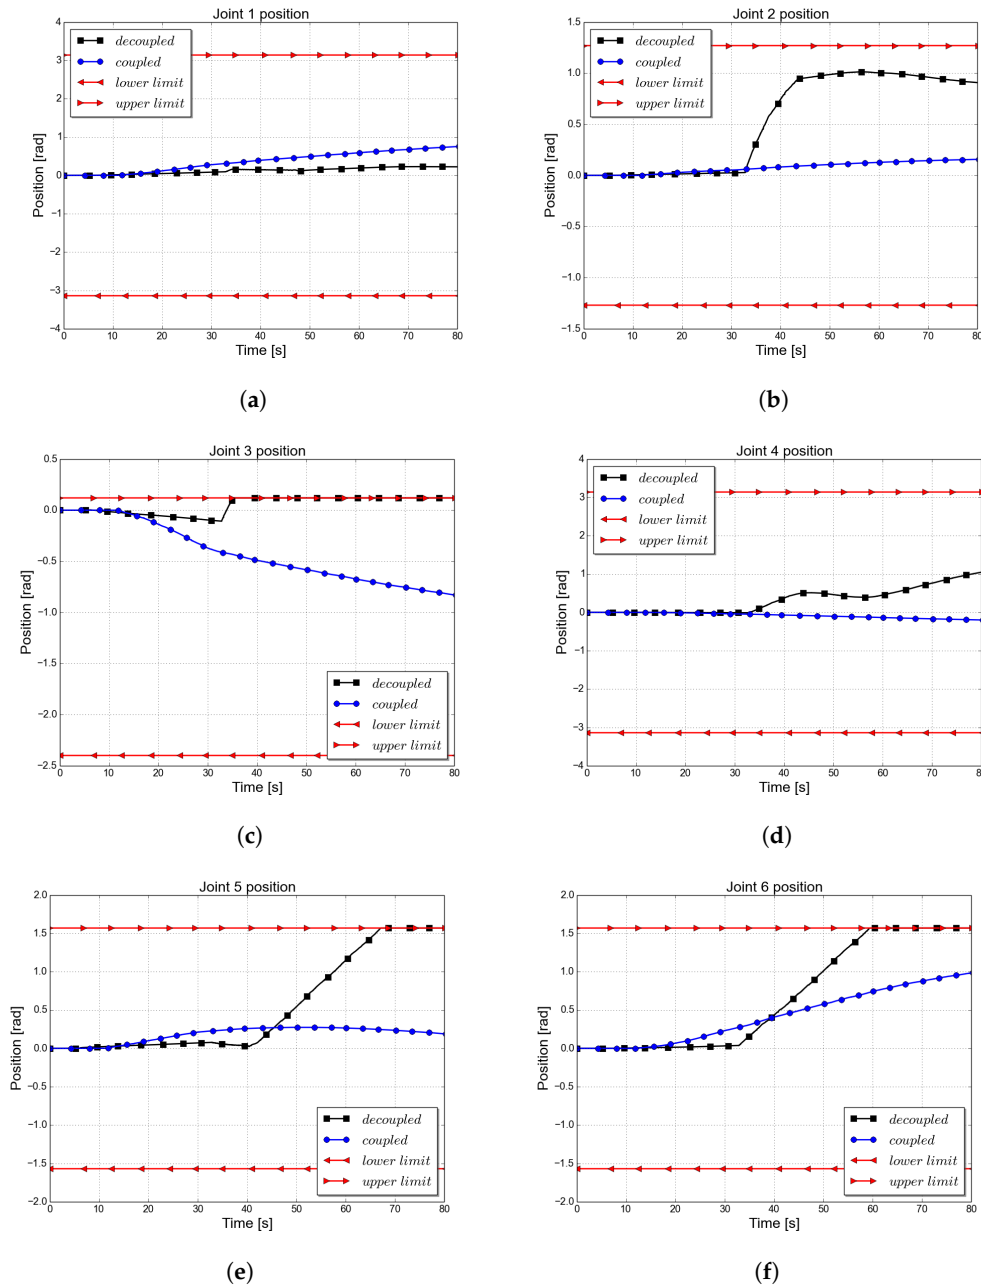 Joint 1 position
4
3
2
1
0
−1
−2
−3
−4
0 10 20 30 40 50 60 70 80
Position [rad]
Time [s]
decoupled
coupled
lower limit
upper limit
(a)
Joint 2 position
1.5
1.0
0.5
0.0
−0.5
−1.0
−1.5
0 10 20 30 40 50 60 70 80
Position [rad]
Time [s]
decoupled
coupled
lower limit
upper limit
(b)
Joint 3 position
0.5
0.0
−0.5
−1.0
−1.5
−2.0
−2.5
0 10 20 30 40 50 60 70 80
Position [rad]
Time [s]
decoupled
coupled
lower limit
upper limit
(c)
Joint 4 position
4
3
2
1
0
−1
−2
−3
−4
0 10 20 30 40 50 60 70 80
Position [rad]
Time [s]
decoupled
coupled
lower limit
upper limit
(d)
Joint 5 position
2.0
1.5
1.0
0.5
0.0
−0.5
−1.0
−1.5
−2.0
0 10 20 30 40 50 60 70 80
Position [rad]
Time [s]
decoupled
coupled
lower limit
upper limit
(e)
Joint 6 position
2.0
1.5
1.0
0.5
0.0
−0.5
−1.0
−1.5
−2.0
0 10 20 30 40 50 60 70 80
Position [rad]
Time [s]
decoupled
coupled
lower limit
upper limit
(f)